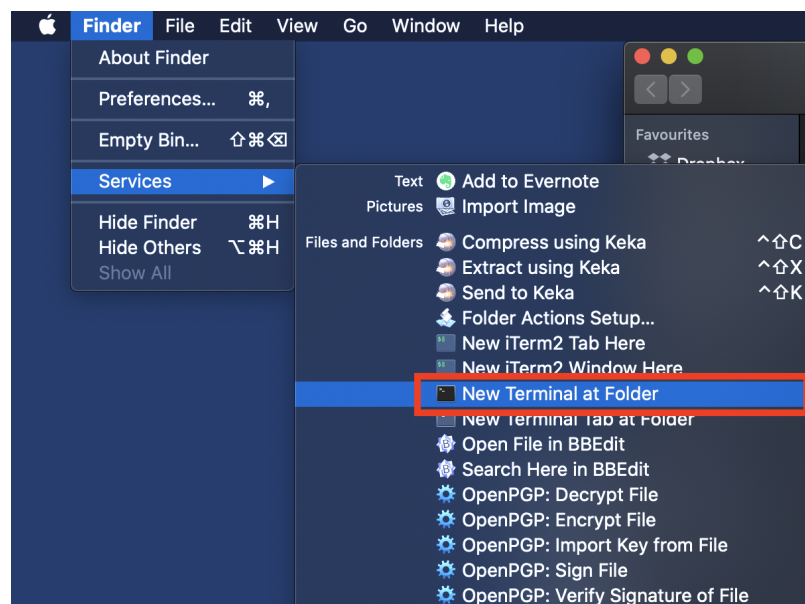 Finder File Edit View Go Window Help
About Finder
Preferences... ⌘,
Empty Bin... ⇧⌘⌫
Services ▶
Hide Finder ⌘H
Hide Others ⌥⌘H
Show All
Favourites
Dropbox
Text Add to Evernote
Pictures Import Image
Files and Folders Compress using Keka ^⇧C
Extract using Keka ^⇧X
Send to Keka ^⇧K
Folder Actions Setup...
New iTerm2 Tab Here
New iTerm2 Window Here
New Terminal at Folder
New Terminal Tab at Folder
Open File in BBEdit
Search Here in BBEdit
OpenPGP: Decrypt File
OpenPGP: Encrypt File
OpenPGP: Import Key from File
OpenPGP: Sign File
OpenPGP: Verify Signature of File